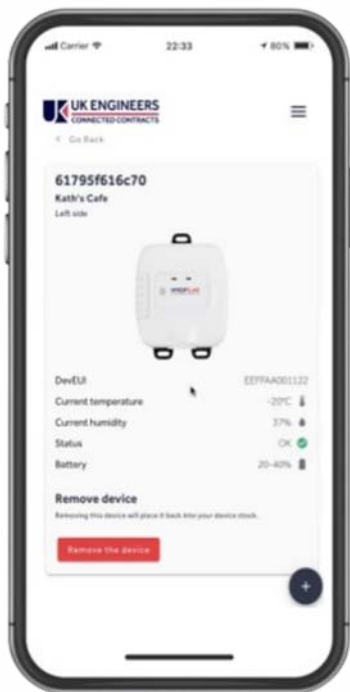 Carrier 22:33 80%
UK ENGINEERS
CONNECTED CONTRACTS
< Go Back
61795f616c70
Kath's Cafe
Left side
DevEUI EEFFAA001122
Current temperature -20°C
Current humidity 37%
Status OK
Battery 20-40%
Remove device
Removing this device will place it back into your device stock.
Remove the device
+